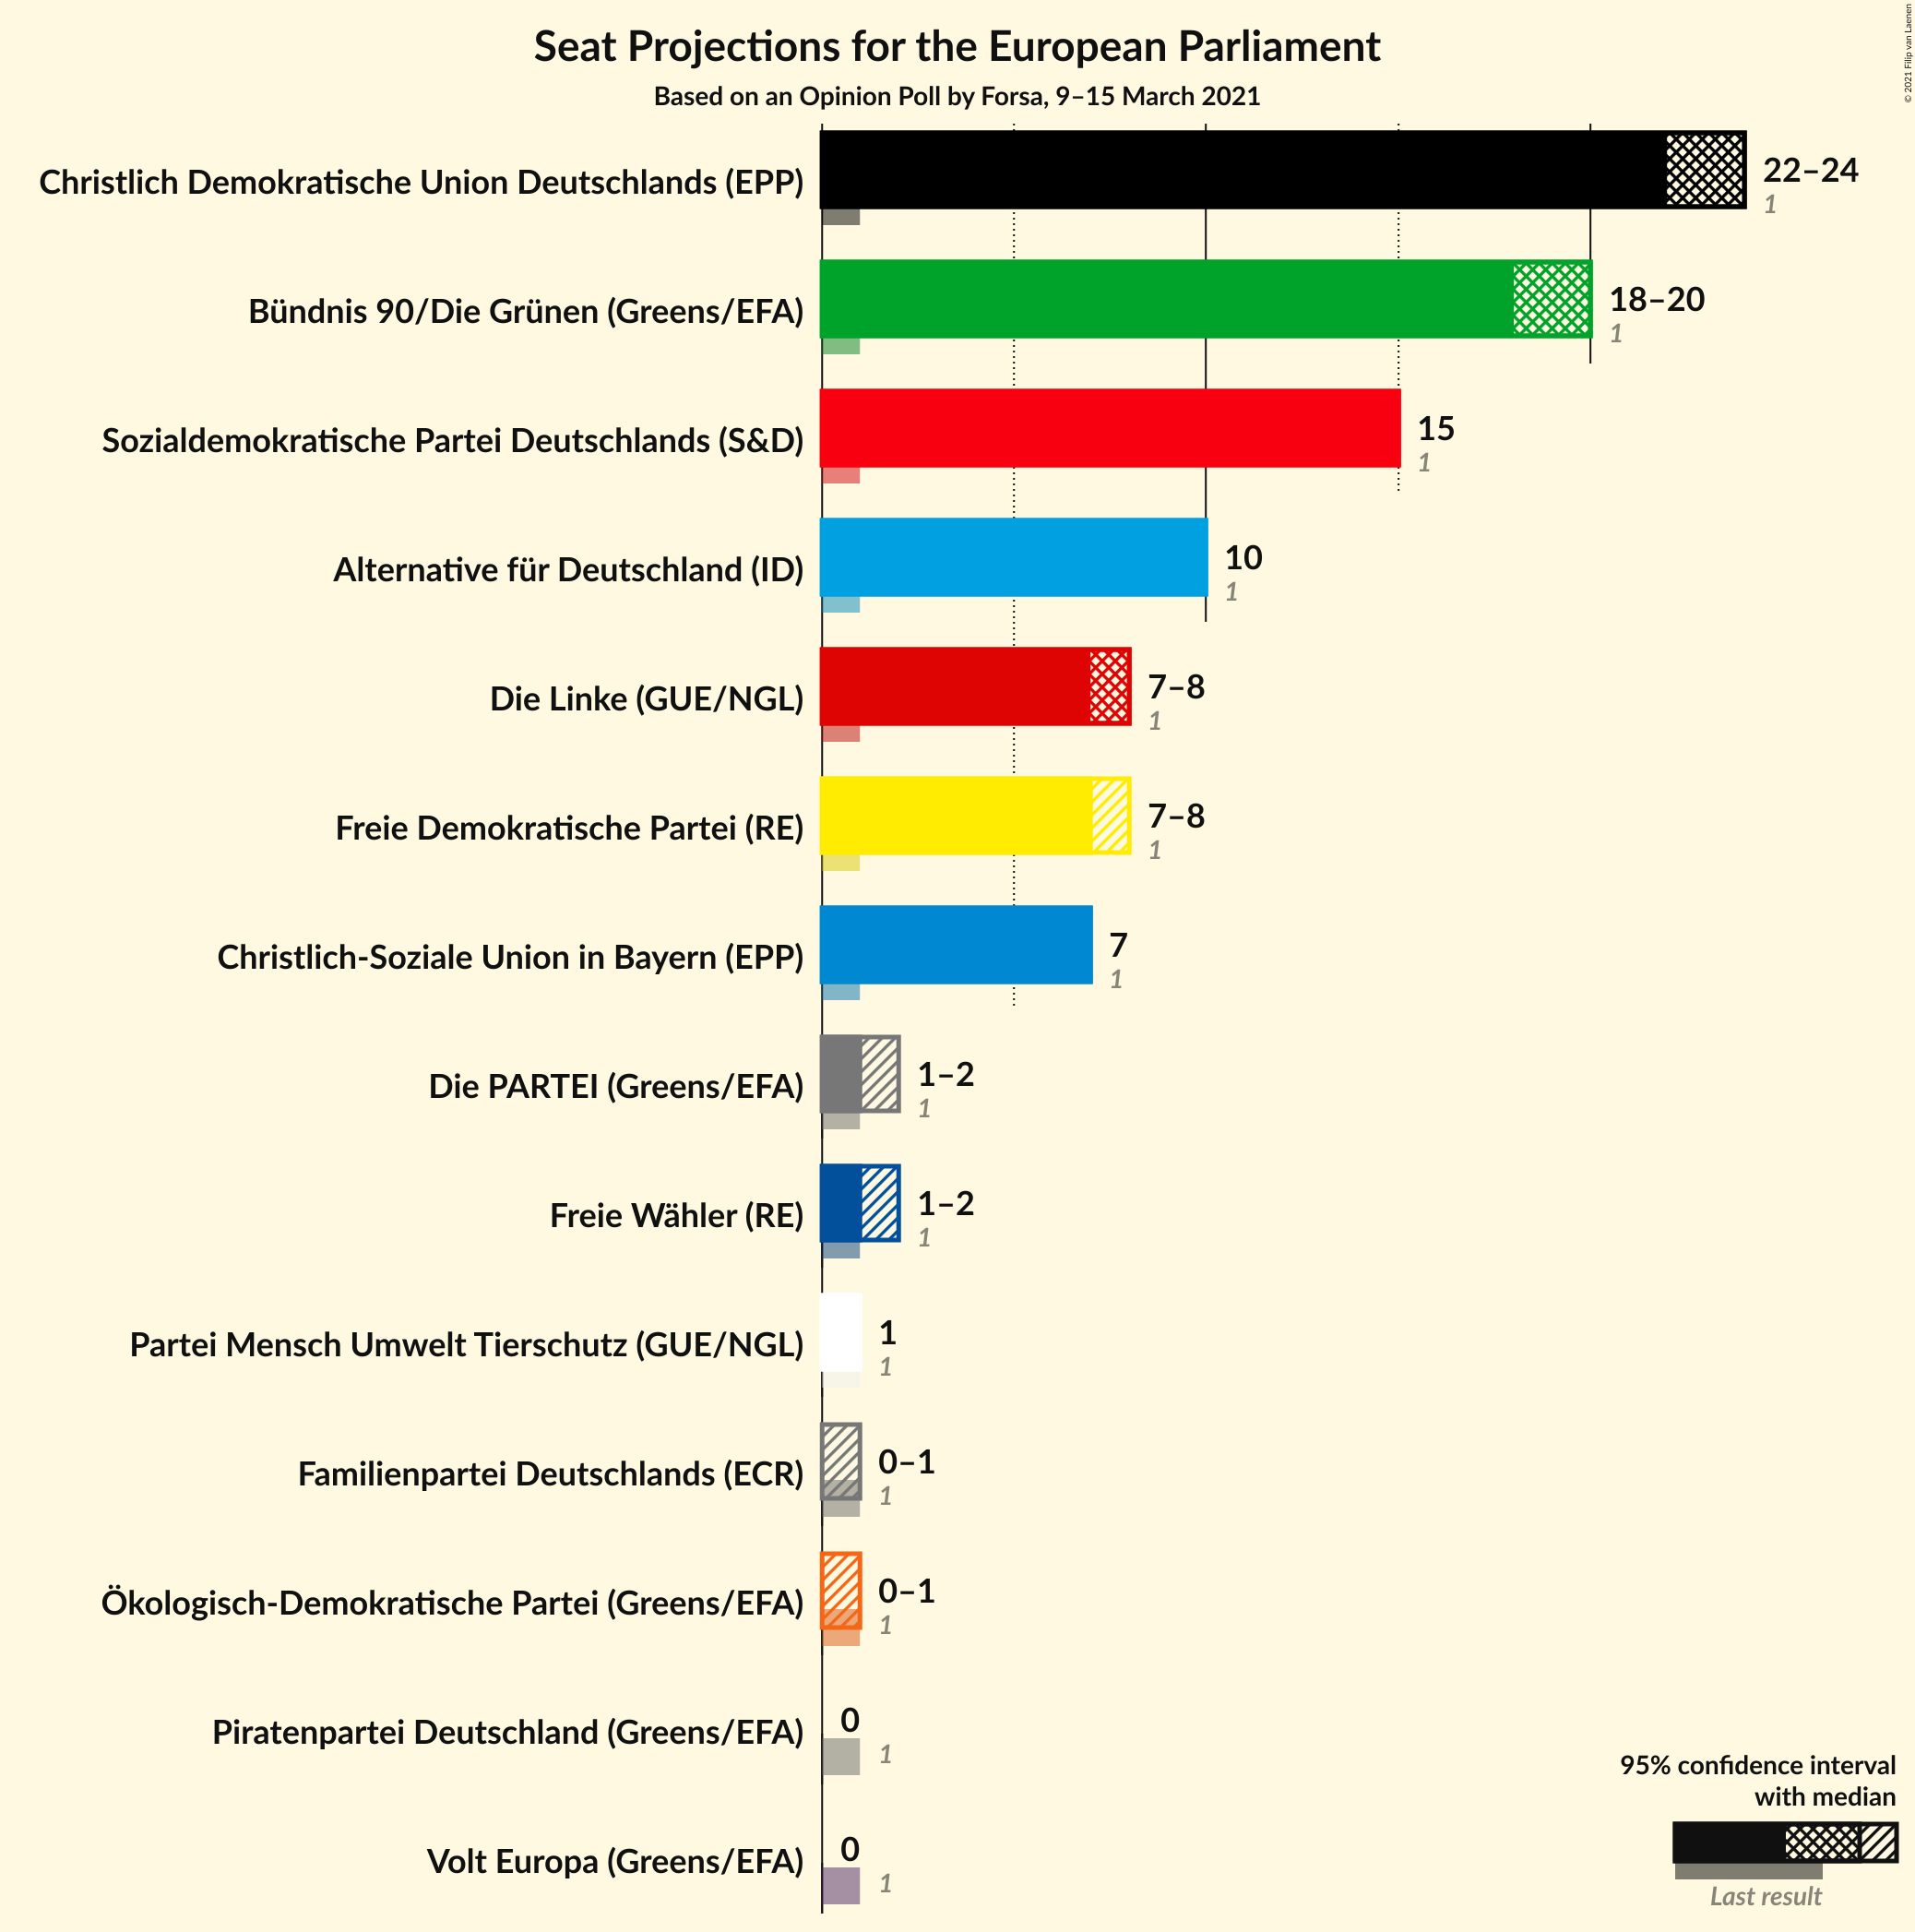 Seat Projections for the European Parliament
Based on an Opinion Poll by Forsa, 9–15 March 2021
© 2021 Filip van Laenen
Christlich Demokratische Union Deutschlands (EPP)
22–24
1
Bündnis 90/Die Grünen (Greens/EFA)
18–20
1
Sozialdemokratische Partei Deutschlands (S&D)
15
1
Alternative für Deutschland (ID)
10
1
Die Linke (GUE/NGL)
7–8
1
Freie Demokratische Partei (RE)
7–8
1
Christlich-Soziale Union in Bayern (EPP)
7
1
Die PARTEI (Greens/EFA)
1–2
1
Freie Wähler (RE)
1–2
1
Partei Mensch Umwelt Tierschutz (GUE/NGL)
1
1
Familienpartei Deutschlands (ECR)
0–1
1
Ökologisch-Demokratische Partei (Greens/EFA)
0–1
1
Piratenpartei Deutschland (Greens/EFA)
0
1
Volt Europa (Greens/EFA)
0
1
95% confidence interval
with median
Last result